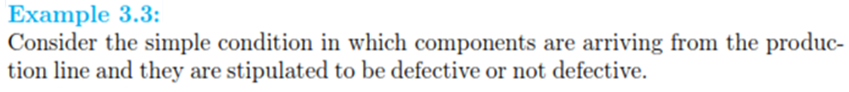 Example 3.3:
Consider the simple condition in which components are arriving from the produc-
tion line and they are stipulated to be defective or not defective.